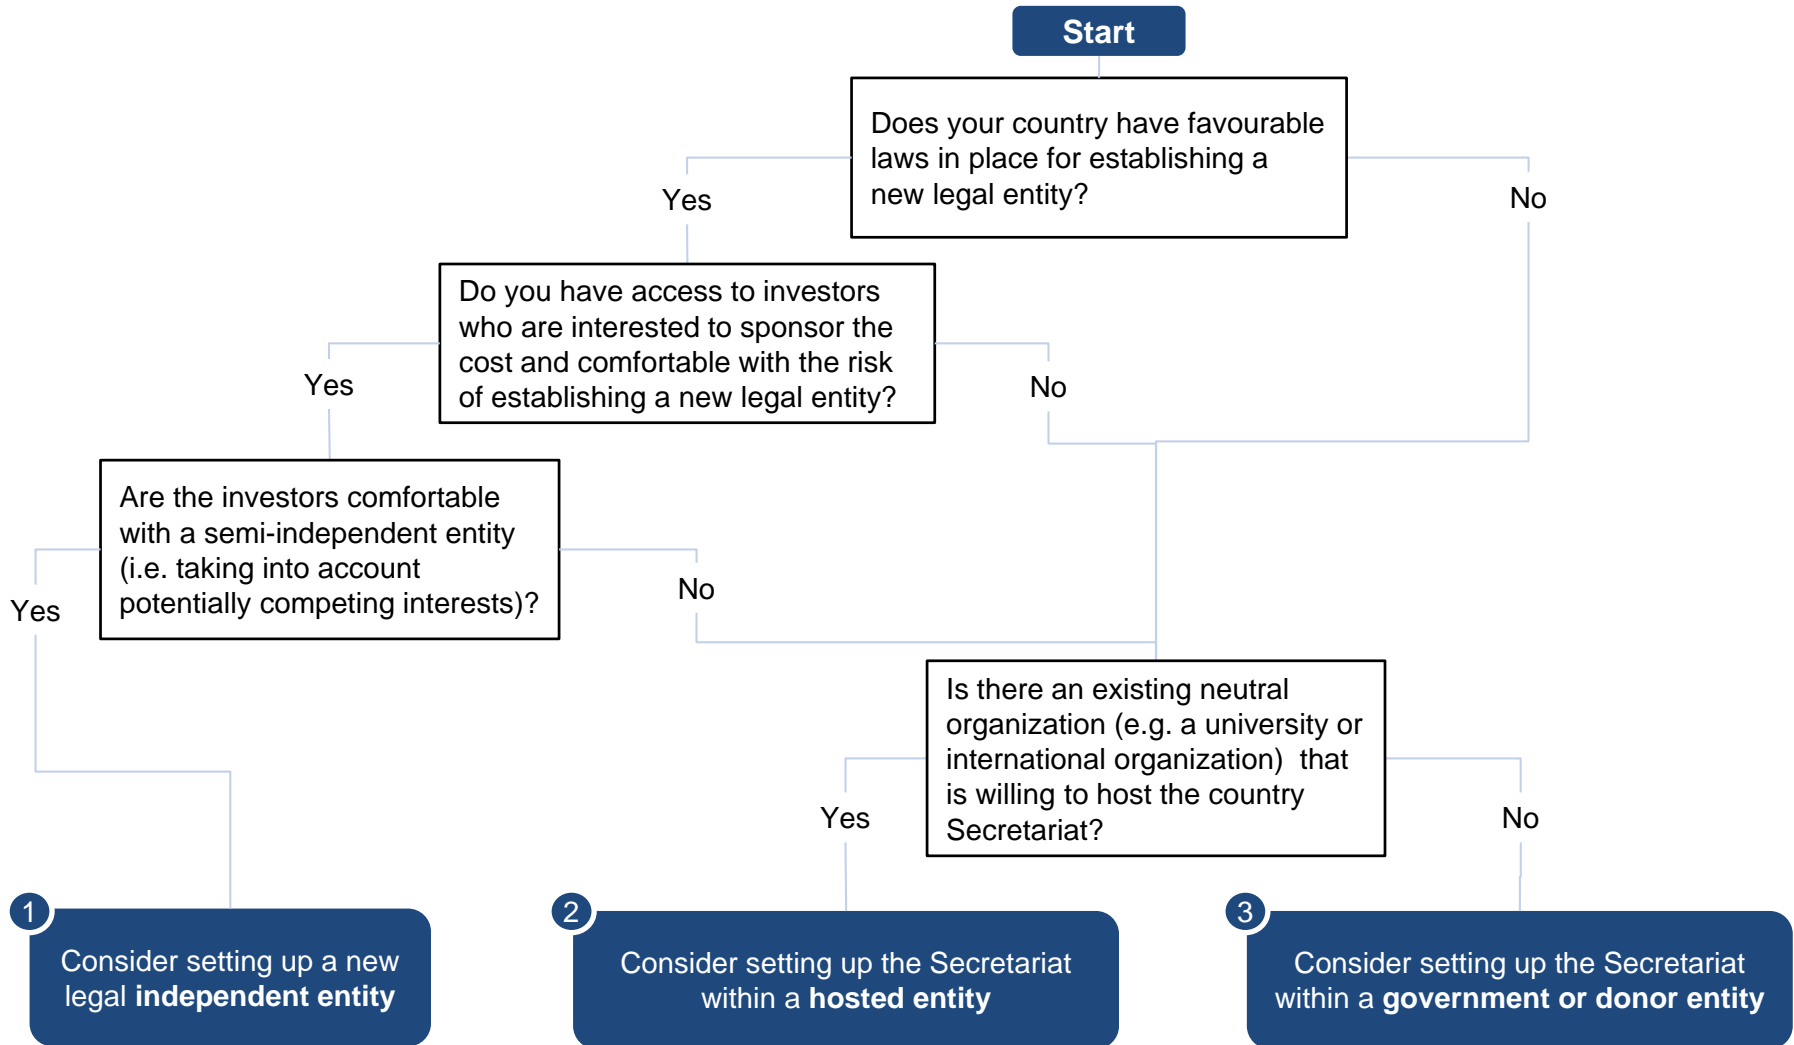 Start
Does your country have favourable
laws in place for establishing a
new legal entity?
Yes
No
Do you have access to investors
who are interested to sponsor the
cost and comfortable with the risk
of establishing a new legal entity?
Yes
No
Are the investors comfortable
with a semi-independent entity
(i.e. taking into account
potentially competing interests)?
Yes
No
Is there an existing neutral
organization (e.g. a university or
international organization)  that
is willing to host the country
Secretariat?
Yes
No
1
Consider setting up a new
legal independent entity
2
Consider setting up the Secretariat
within a hosted entity
3
Consider setting up the Secretariat
within a government or donor entity